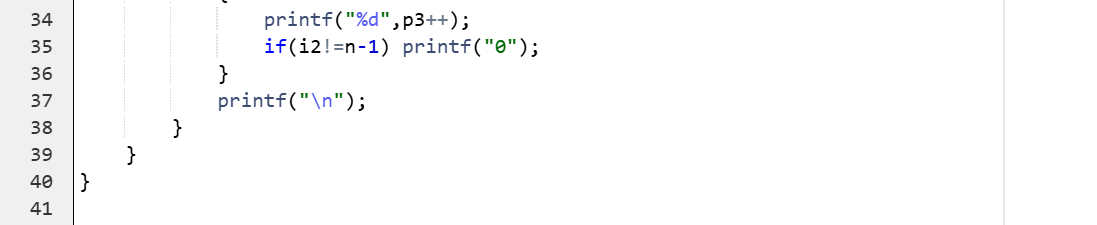 34 printf("%d",p3++);
35 if(i2!=n-1) printf("0");
36 }
37 printf("\n");
38 }
39 }
40 }
41